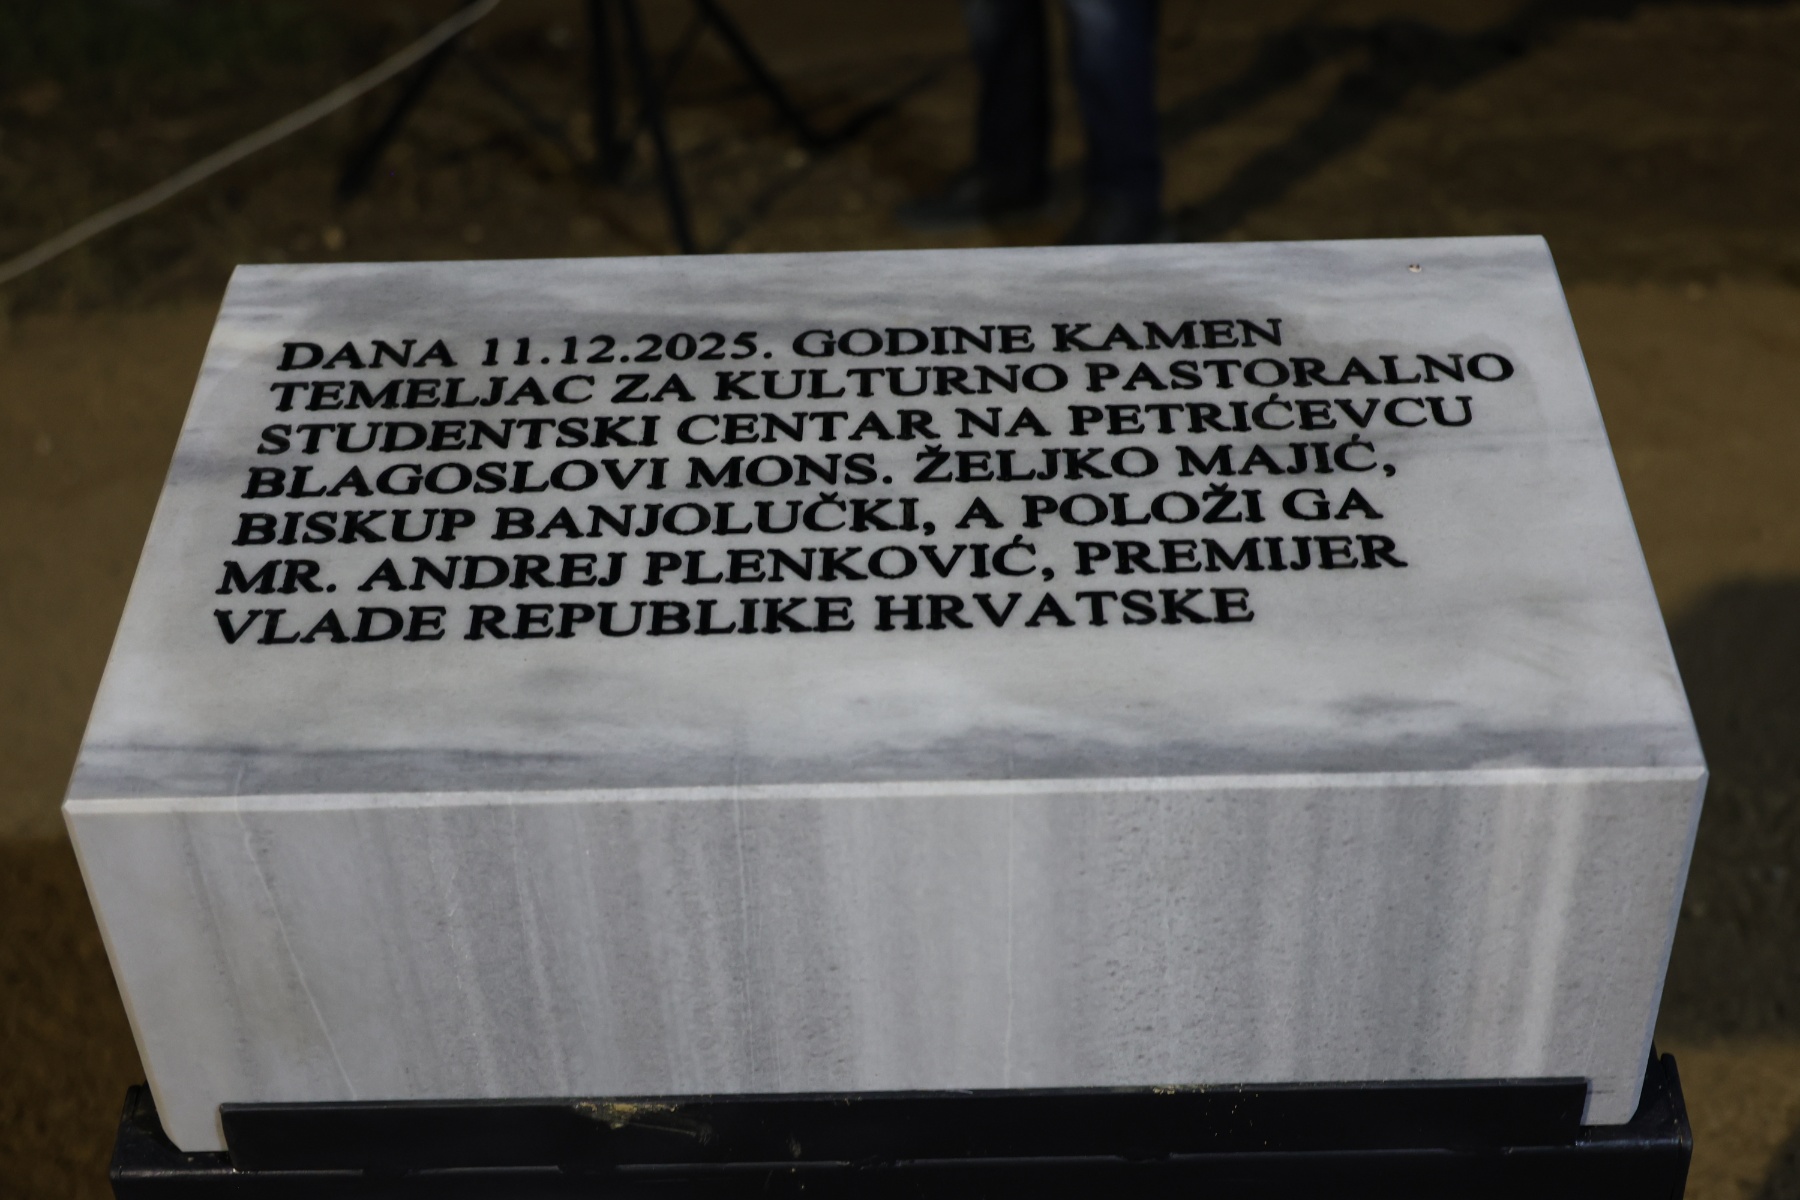 DANA 11.12.2025. GODINE KAMEN
TEMELJAC ZA KULTURNO PASTORALNO
STUDENTSKI CENTAR NA PETRIĆEVCU
BLAGOSLOVI MONS. ŽELJKO MAJIĆ,
BISKUP BANJOLUČKI, A POLOŽI GA
MR. ANDREJ PLENKOVIĆ, PREMIJER
VLADE REPUBLIKE HRVATSKE